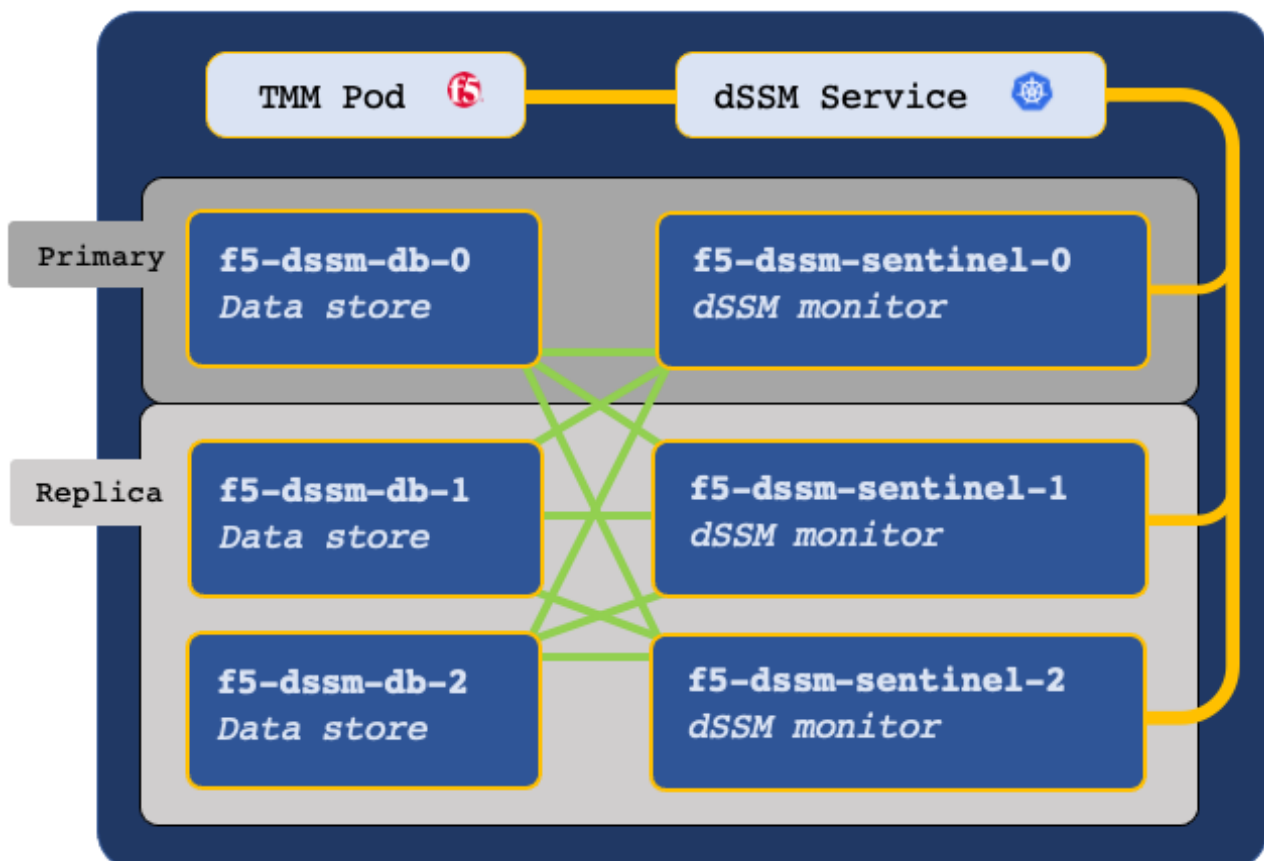 TMM Pod f5
dSSM Service
Primary
f5-dssm-db-0
Data store
f5-dssm-sentinel-0
dSSM monitor
Replica
f5-dssm-db-1
Data store
f5-dssm-sentinel-1
dSSM monitor
f5-dssm-db-2
Data store
f5-dssm-sentinel-2
dSSM monitor